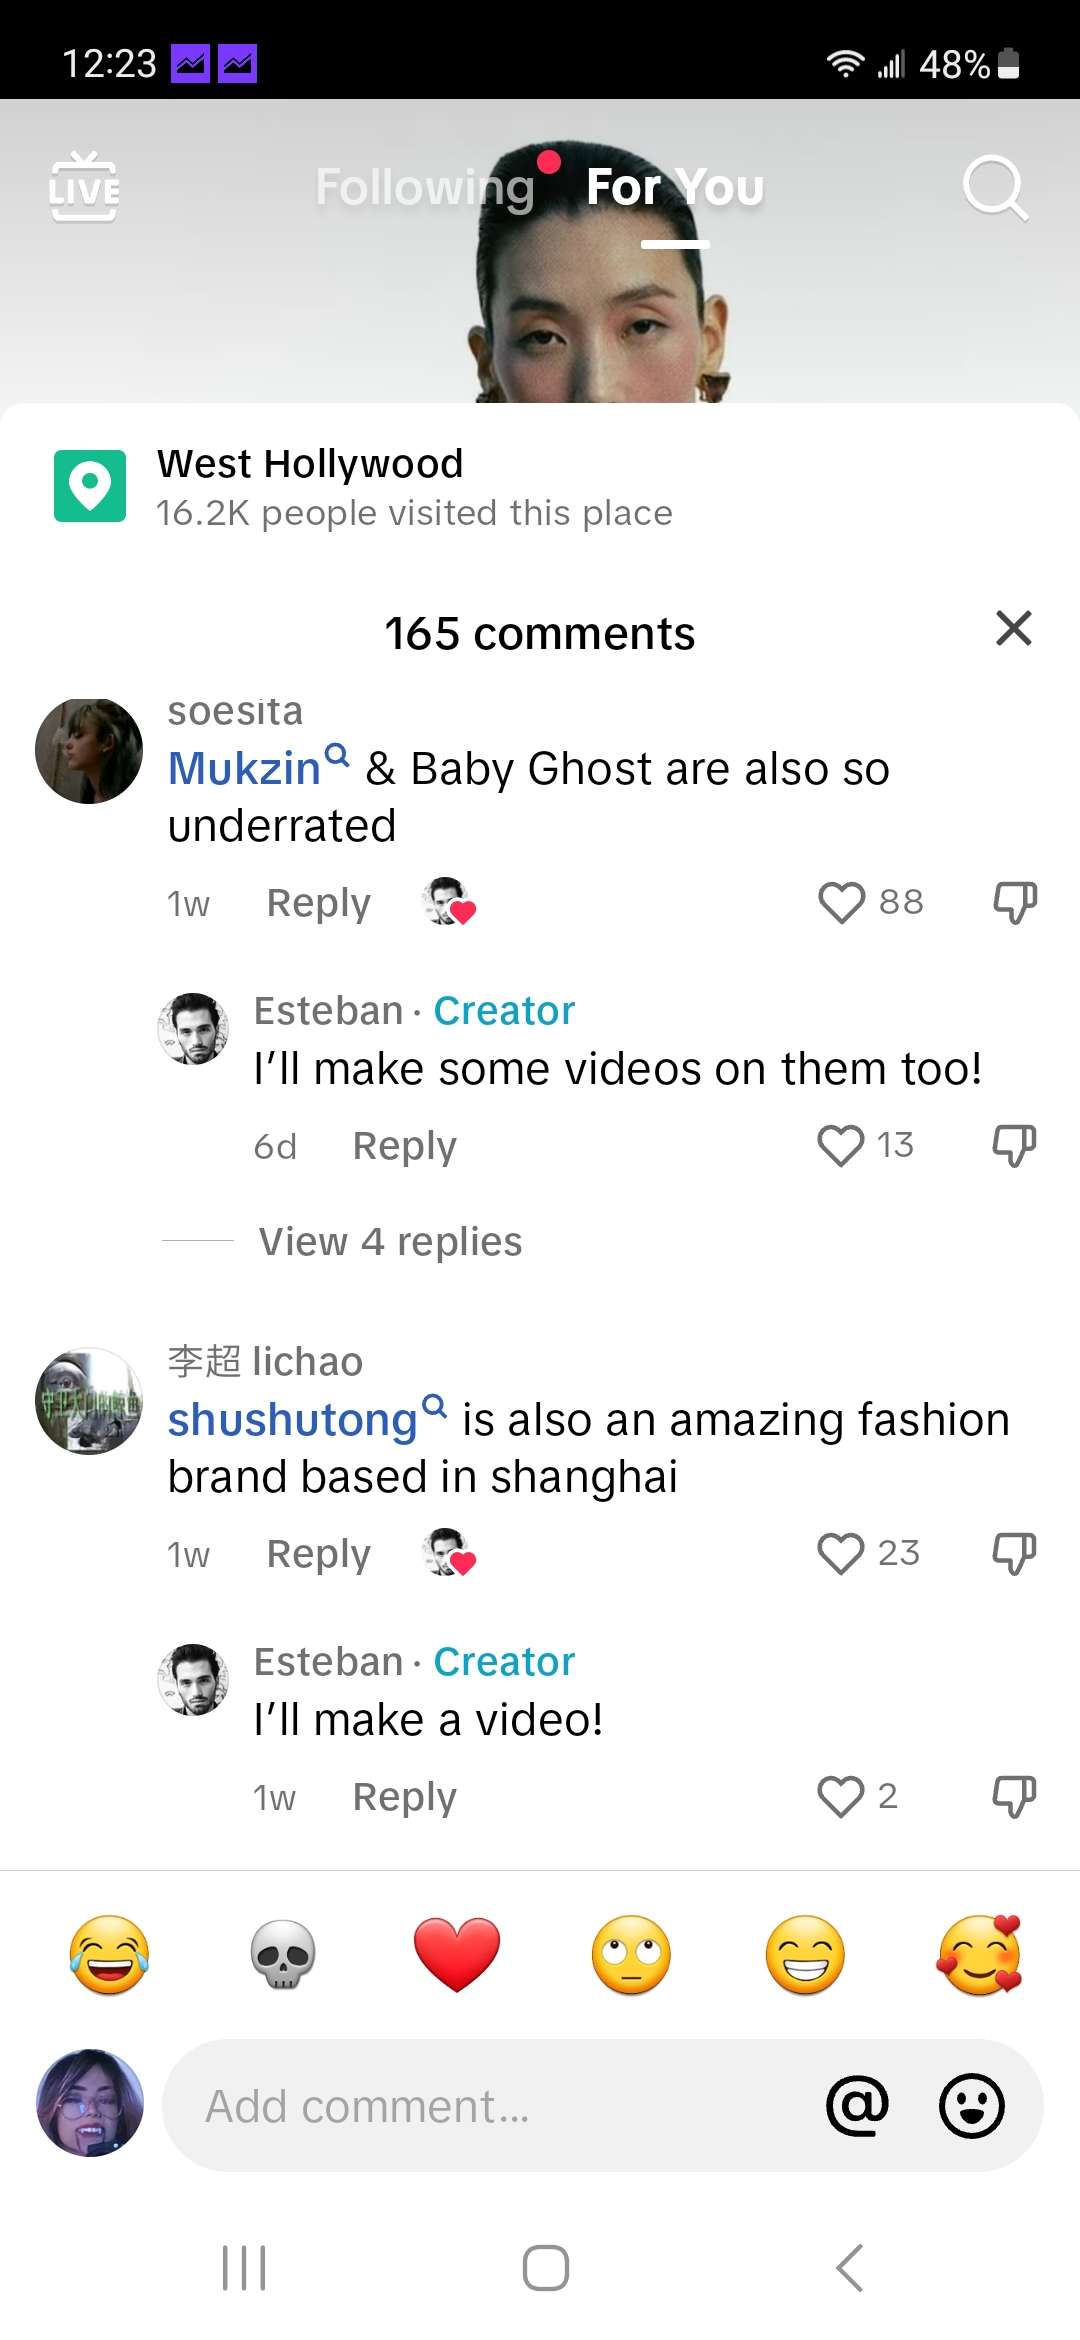 12:23
48%
LIVE
Following
For You
West Hollywood
16.2K people visited this place
165 comments
soesita
Mukzin & Baby Ghost are also so
underrated
1w Reply 88
Esteban · Creator
I’ll make some videos on them too!
6d Reply 13
View 4 replies
李超 lichao
shushutong is also an amazing fashion
brand based in shanghai
1w Reply 23
Esteban · Creator
I’ll make a video!
1w Reply 2
Add comment...